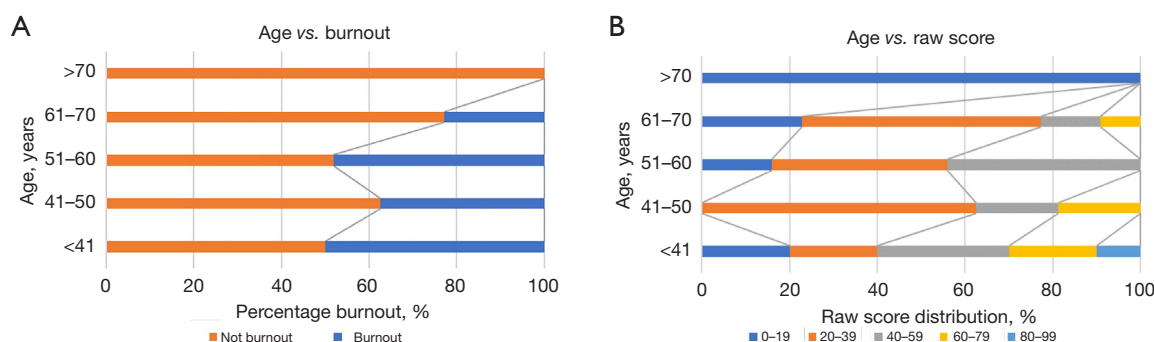 A
Age vs. burnout
Age, years
>70
61–70
51–60
41–50
<41
0 20 40 60 80 100
Percentage burnout, %
Not burnout Burnout
B
Age vs. raw score
Age, years
>70
61–70
51–60
41–50
<41
0 20 40 60 80 100
Raw score distribution, %
0–19 20–39 40–59 60–79 80–99